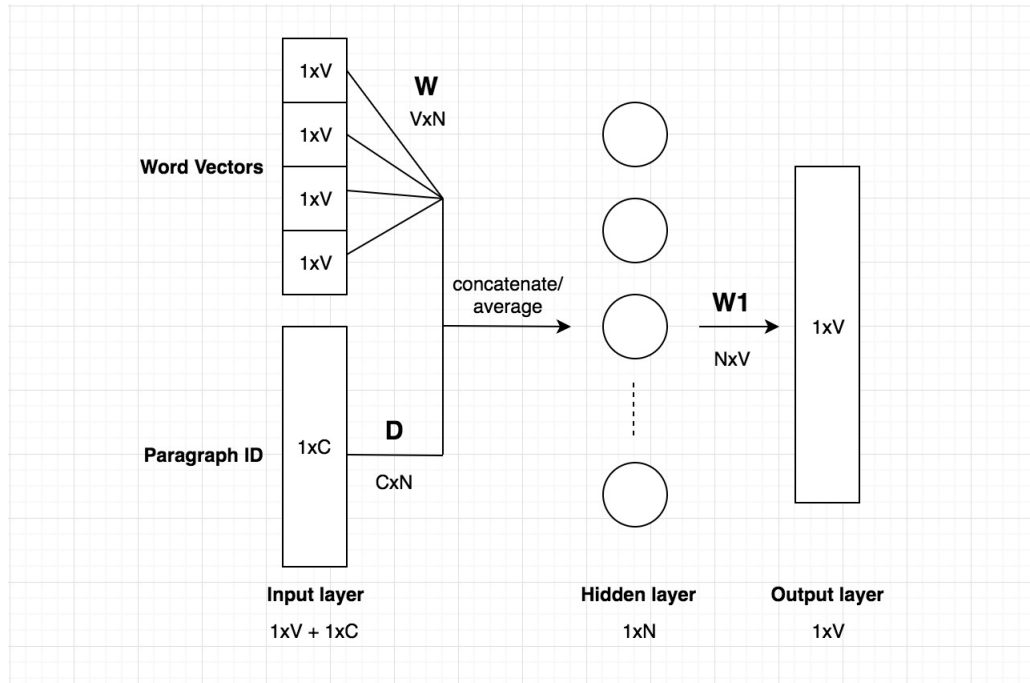 1xV
W
VxN
1xV
Word Vectors
1xV
1xV
concatenate/
average
W1
1xV
NxV
D
1xC
Paragraph ID
CxN
Input layer
Hidden layer
Output layer
1xV + 1xC
1xN
1xV